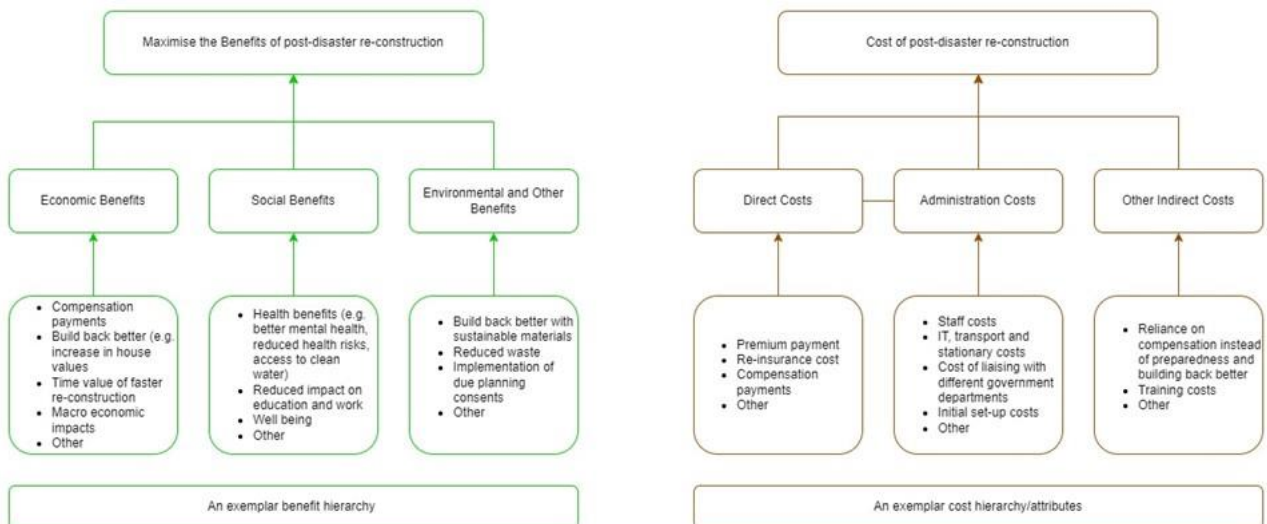 Maximise the Benefits of post-disaster re-construction
Economic Benefits
Social Benefits
Environmental and Other
Benefits
• Compensation
payments
• Build back better (e.g.
increase in house
values
• Time value of faster
re-construction
• Macro economic
impacts
• Other
• Health benefits (e.g.
better mental health,
reduced health risks,
access to clean
water)
• Reduced impact on
education and work
• Well being
• Other
• Build back better with
sustainable materials
• Reduced waste
• Implementation of
due planning
consents
• Other
An exemplar benefit hierarchy
Cost of post-disaster re-construction
Direct Costs
Administration Costs
Other Indirect Costs
• Premium payment
• Re-insurance cost
• Compensation
payments
• Other
• Staff costs
• IT, transport and
stationary costs
• Cost of liaising with
different government
departments
• Initial set-up costs
• Other
• Reliance on
compensation instead
of preparedness and
building back better
• Training costs
• Other
An exemplar cost hierarchy/attributes